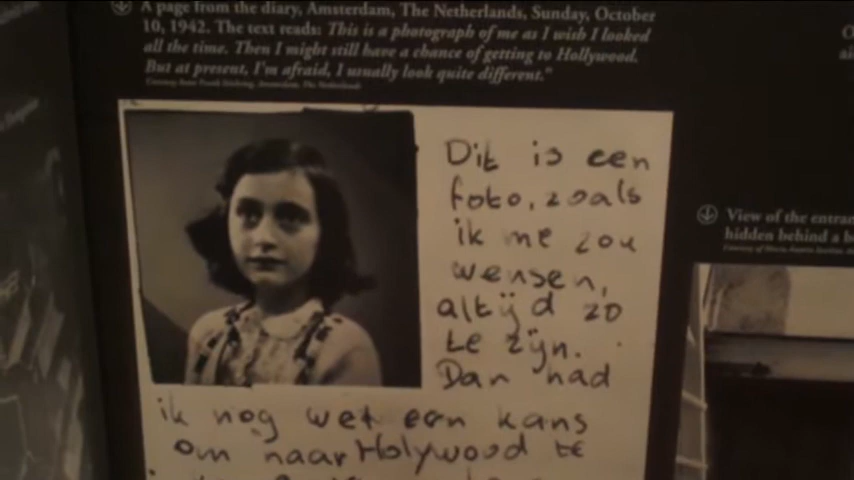 A page from the diary, Amsterdam, The Netherlands, Sunday, October
10, 1942. The text reads: This is a photograph of me as I wish I looked
all the time. Then I might still have a chance of getting to Hollywood.
But at present, I'm afraid, I usually look quite different."
Dit is een
foto, zoals
ik me zou
wensen,
altijd zo
te zijn.
Dan had
ik nog wel een kans
om naar Holywood te
View of the entran
hidden behind a b